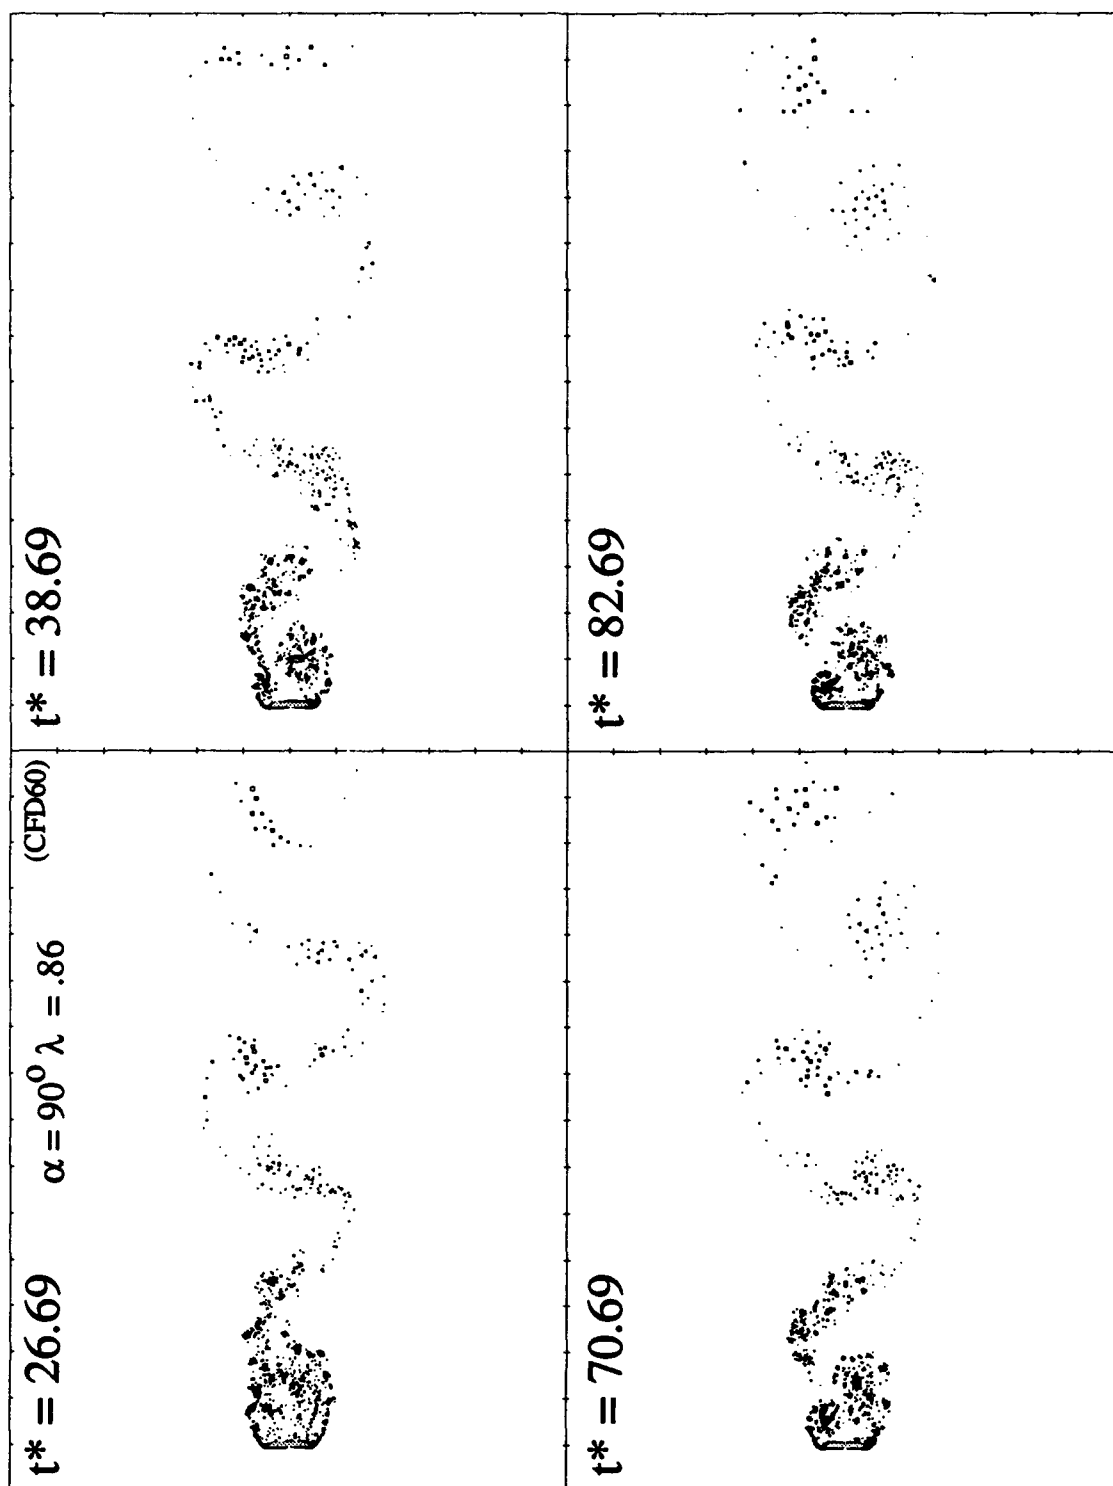 t* = 26.69
α = 90° λ = .86
(CFD60)
t* = 38.69
t* = 70.69
t* = 82.69